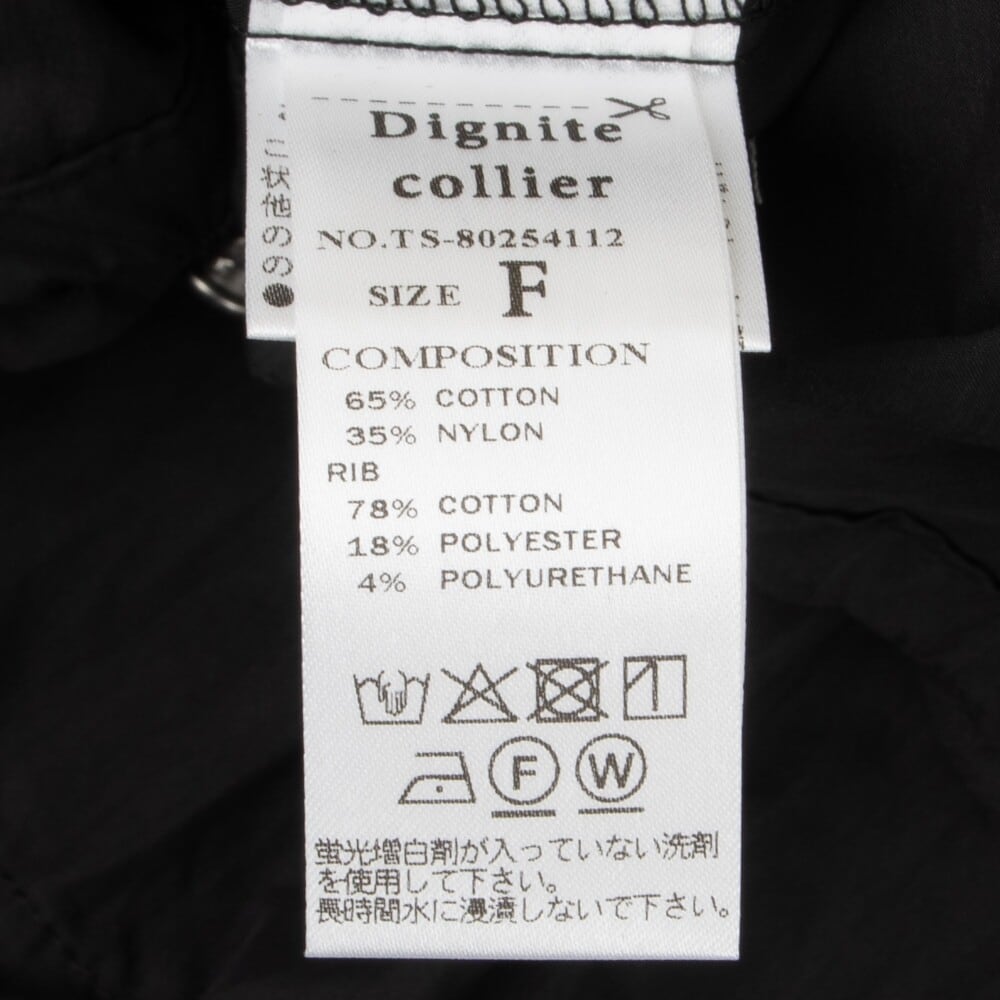 Dignite
collier
NO.TS-80254112
SIZE F
COMPOSITION
65% COTTON
35% NYLON
RIB
78% COTTON
18% POLYESTER
4% POLYURETHANE
F W
蛍光増白剤が入っていない洗剤
を使用して下さい。
長時間水に浸漬しないで下さい。